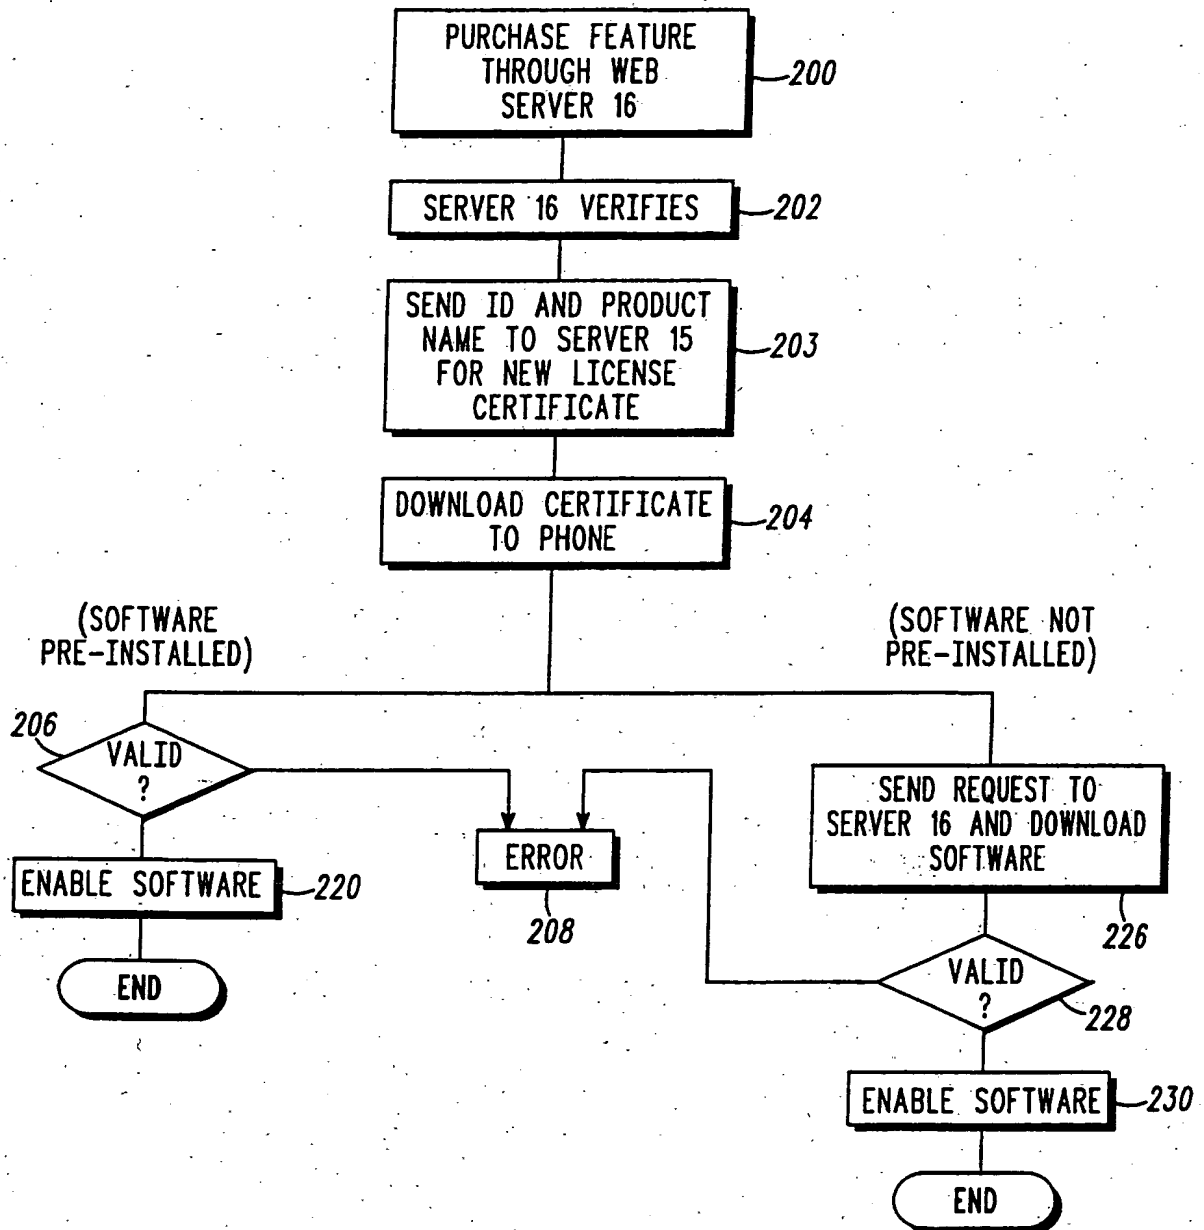 PURCHASE FEATURE
THROUGH WEB
SERVER 16
200
SERVER 16 VERIFIES
202
SEND ID AND PRODUCT
NAME TO SERVER 15
FOR NEW LICENSE
CERTIFICATE
203
DOWNLOAD CERTIFICATE
TO PHONE
204
(SOFTWARE
PRE-INSTALLED)
(SOFTWARE NOT
PRE-INSTALLED)
206
VALID
?
ENABLE SOFTWARE
220
END
ERROR
208
SEND REQUEST TO
SERVER 16 AND DOWNLOAD
SOFTWARE
226
VALID
?
228
ENABLE SOFTWARE
230
END